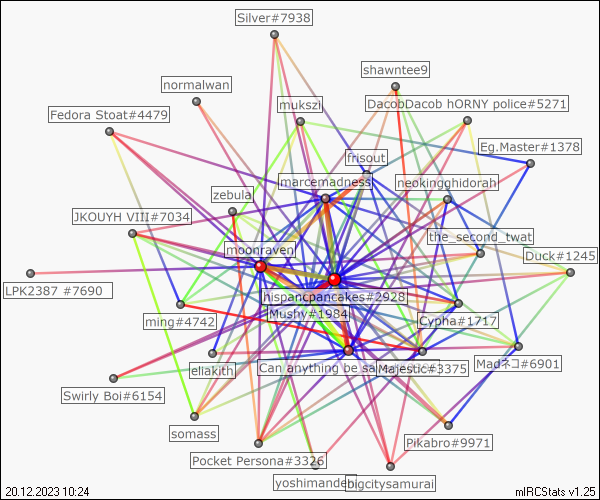 Silver#7938
shawntee9
normalwan
mukszi
DacobDacob hORNY police#5271
Fedora Stoat#4479
Eg.Master#1378
frisout
marcemadness
neokingghidorah
zebula
JKOUYH VIII#7034
the_second_twat
moonraven
Duck#1245
LPK2387 #7690
hispancpancakes#2928
Mushy#1984
ming#4742
Cypha#1717
eliakith
Can anything be sa
Majestic#3375
Madネコ#6901
Swirly Boi#6154
somass
Pikabro#9971
Pocket Persona#3326
yoshimande
bigcitysamurai
20.12.2023 10:24
mIRCStats v1.25